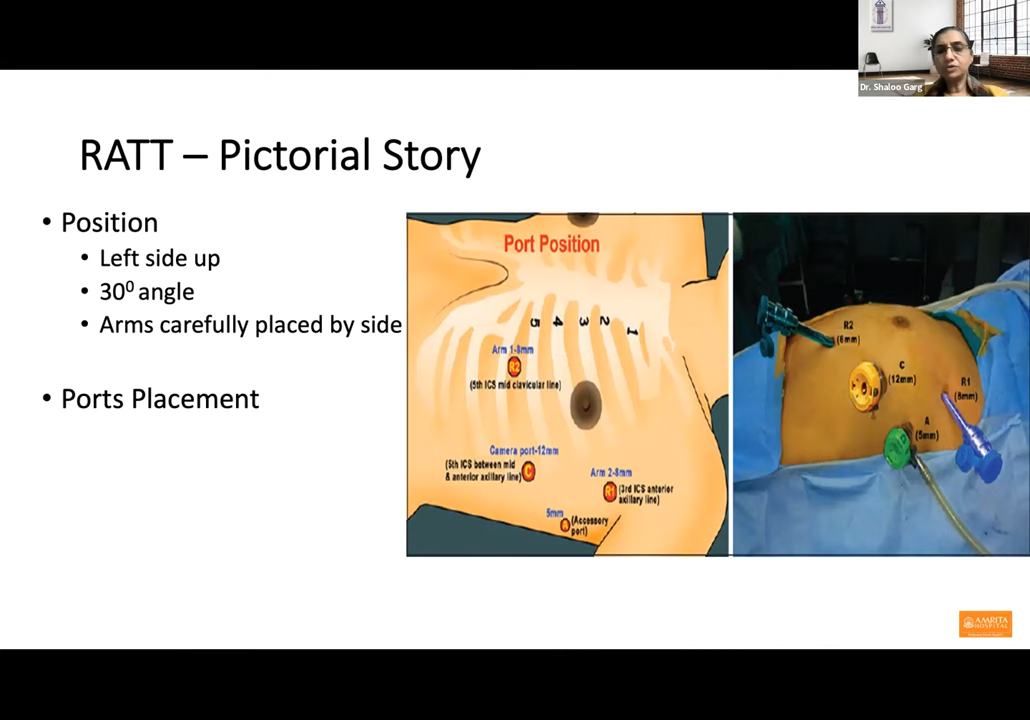 Dr. Shaloo Garg
RATT – Pictorial Story
• Position
• Left side up
• 30⁰ angle
• Arms carefully placed by side
• Ports Placement
Port Position
5 4 3 2 1
Arm 1-8mm
R2
(5th ICS mid clavicular line)
Camera port-12mm
(5th ICS between mid
& anterior axillary line)
C
Arm 2-8mm
R1
(3rd ICS anterior
axillary line)
5mm
A
(Accessory
port)
R2
(8mm)
C
(12mm)
R1
(8mm)
A
(5mm)
AMRITA
HOSPITAL